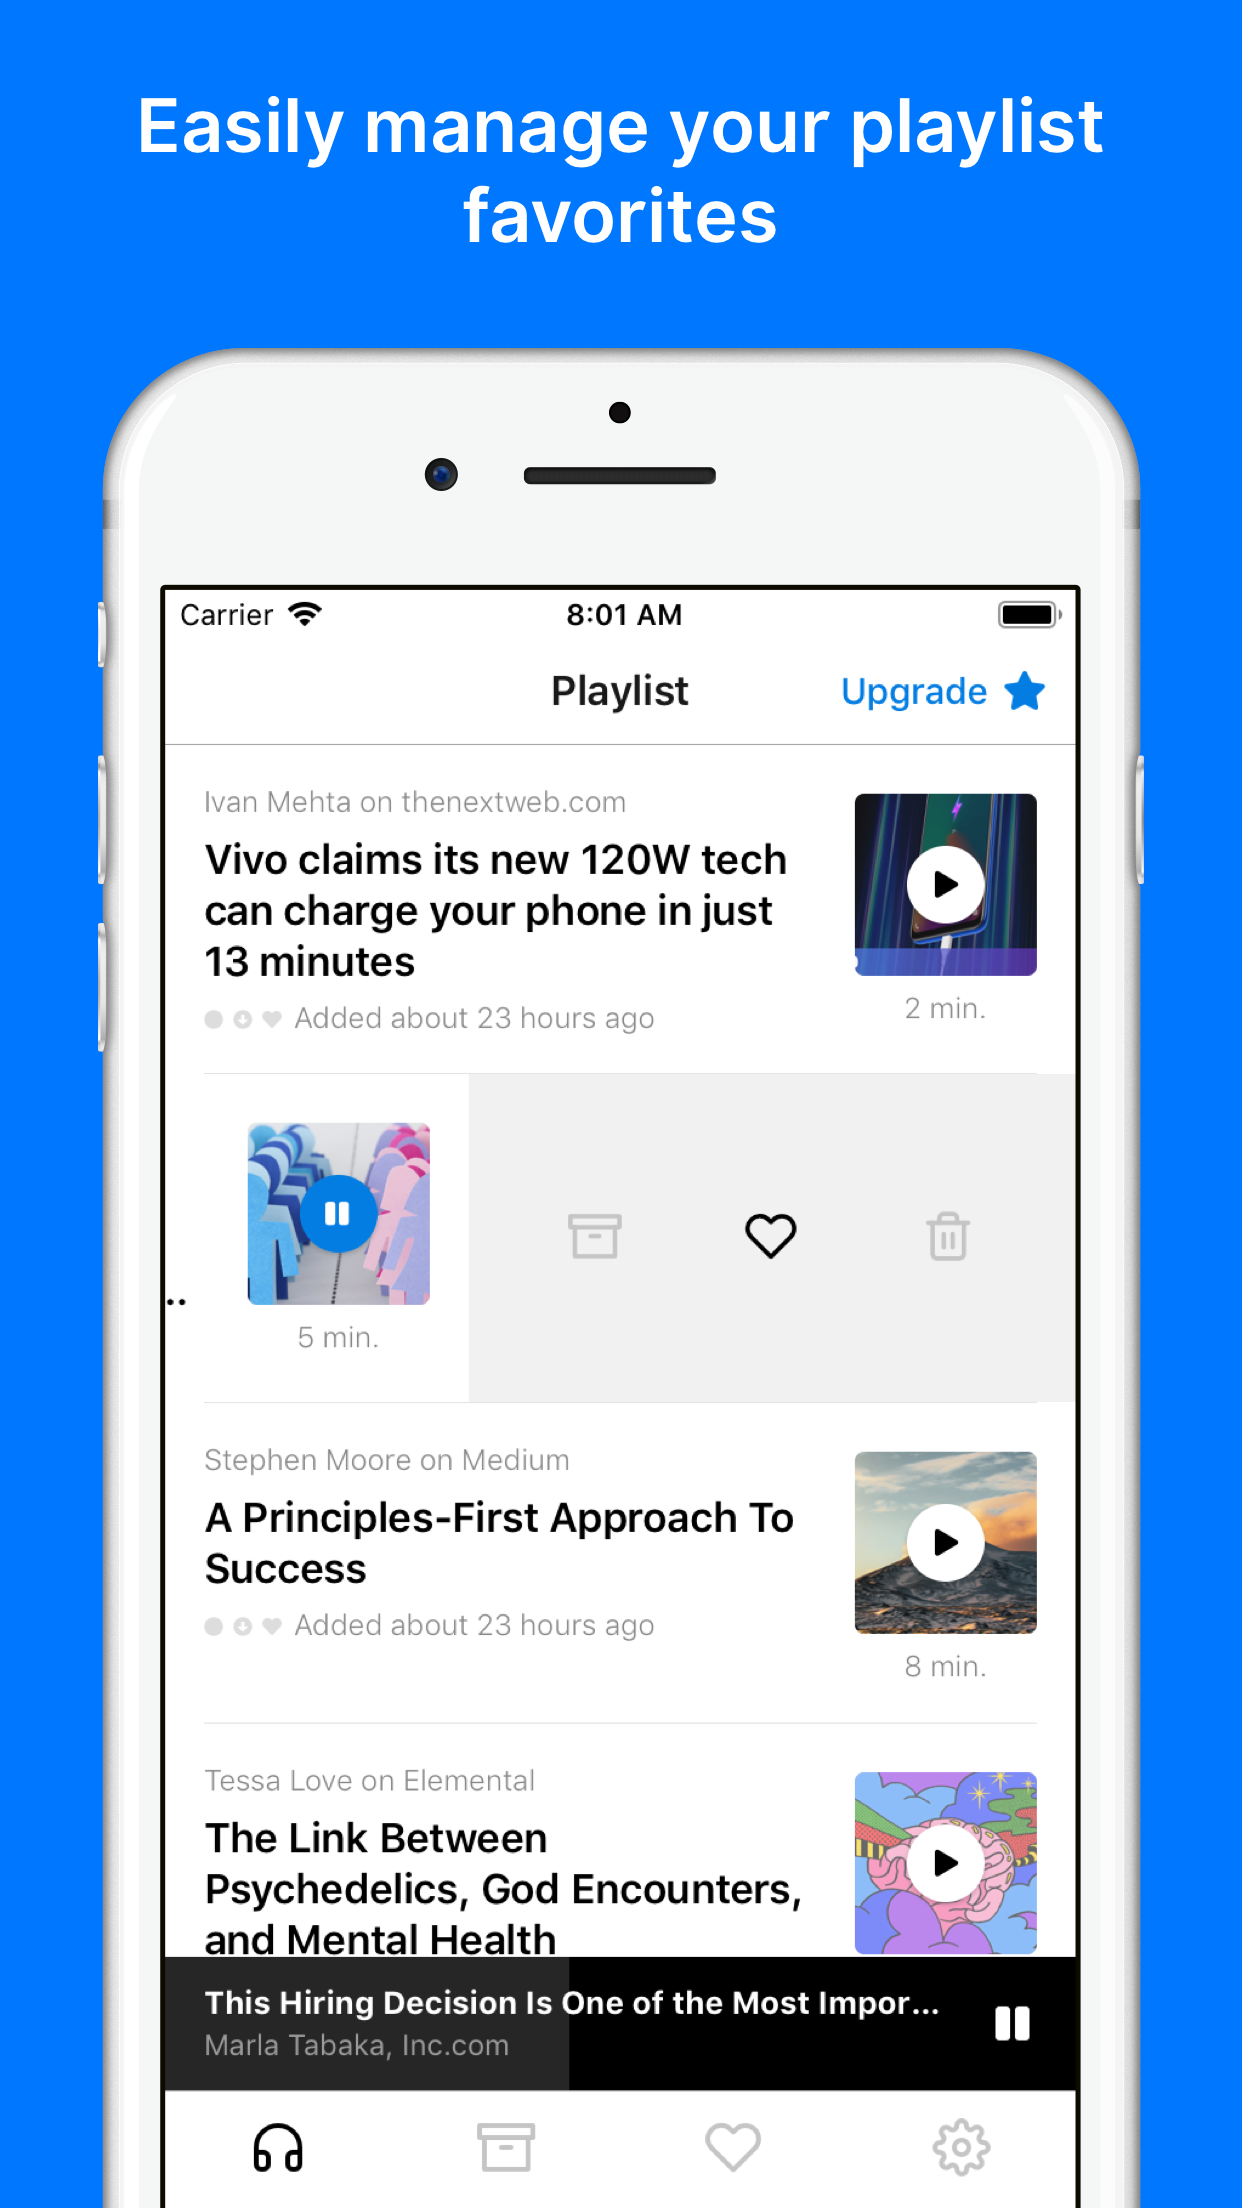 Easily manage your playlist
favorites
Carrier
8:01 AM
Playlist
Upgrade
Ivan Mehta on thenextweb.com
Vivo claims its new 120W tech
can charge your phone in just
13 minutes
Added about 23 hours ago
2 min.
..
5 min.
Stephen Moore on Medium
A Principles-First Approach To
Success
Added about 23 hours ago
8 min.
Tessa Love on Elemental
The Link Between
Psychedelics, God Encounters,
and Mental Health
This Hiring Decision Is One of the Most Impor...
Marla Tabaka, Inc.com